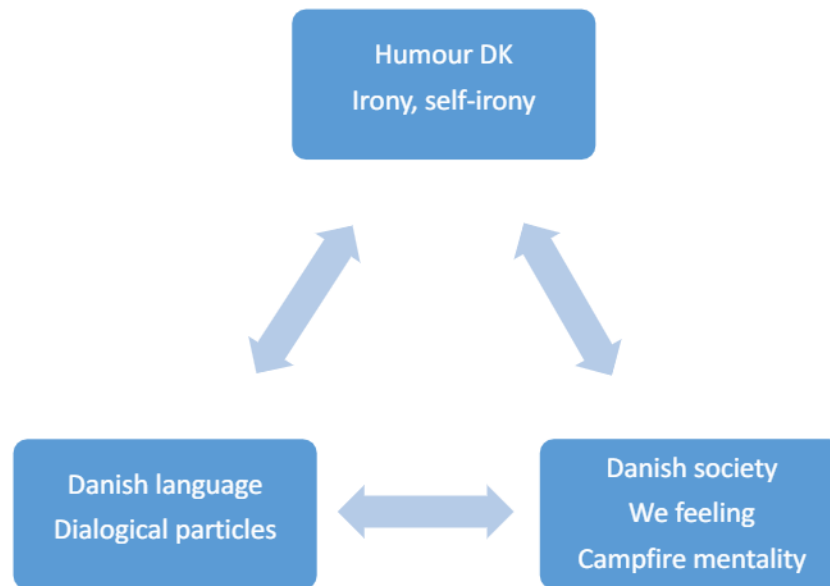 Humour DK
Irony, self-irony
Danish language
Dialogical particles
Danish society
We feeling
Campfire mentality